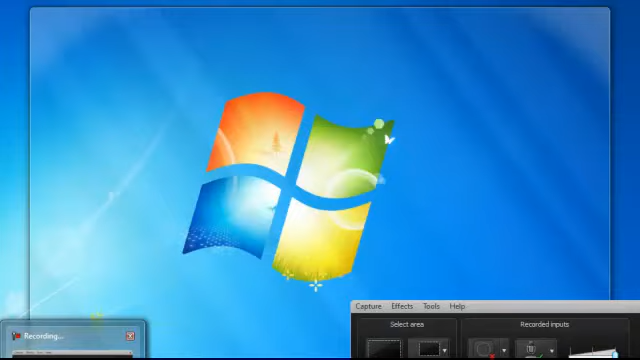 Capture Effects Tools Help
Select area
Recorded inputs
Recording...